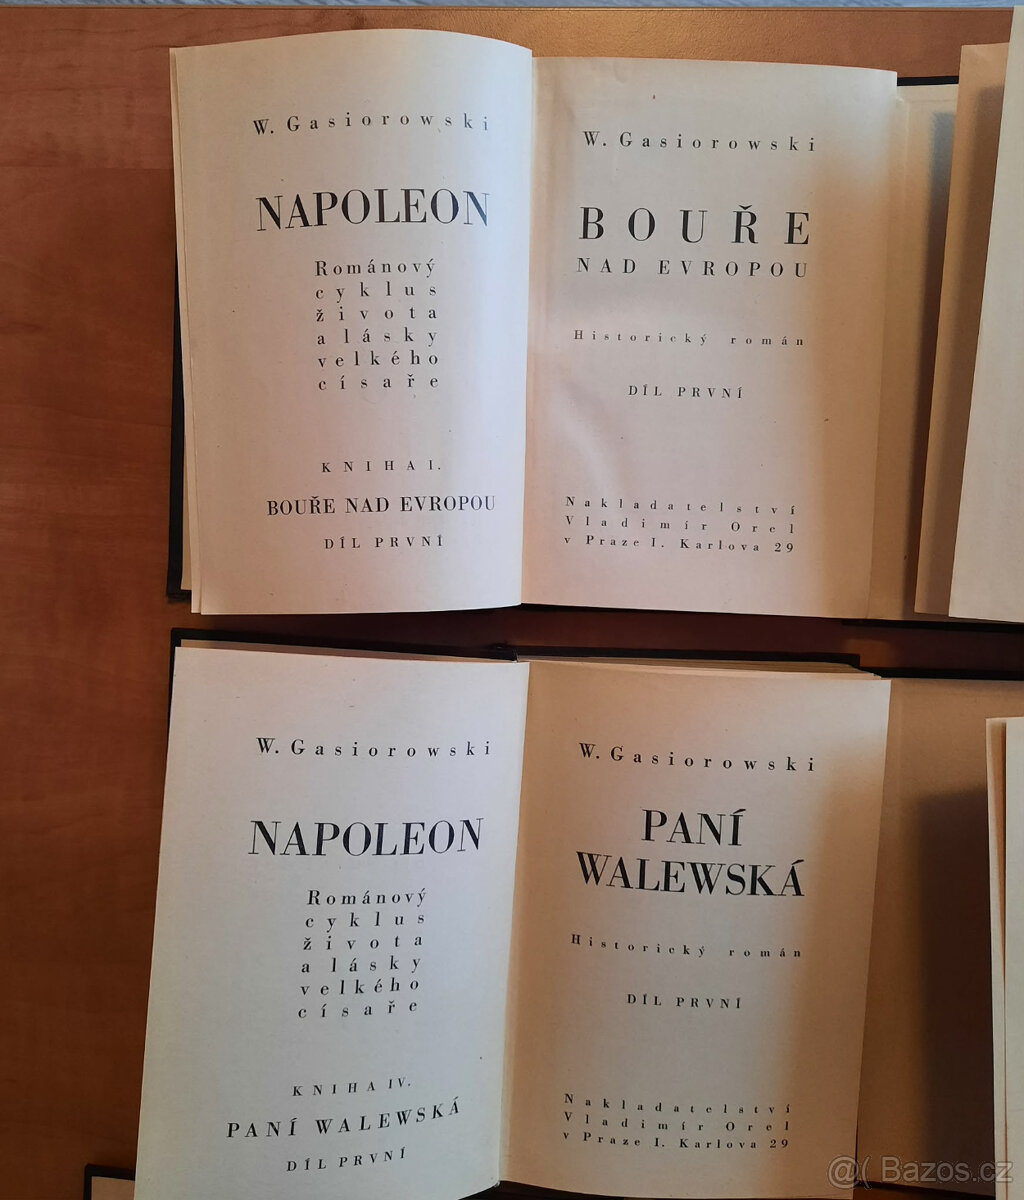 W. Gasiorowski
NAPOLEON
Románový
cyklus
života
a lásky
velkého
císaře
KNIHA I.
BOUŘE NAD EVROPOU
DÍL PRVNÍ
W. Gasiorowski
BOUŘE
NAD EVROPOU
Historický román
DÍL PRVNÍ
Nakladatelství
Vladimír Orel
v Praze I. Karlova 29
W. Gasiorowski
NAPOLEON
Románový
cyklus
života
a lásky
velkého
císaře
KNIHA IV.
PANÍ WALEWSKÁ
DÍL PRVNÍ
W. Gasiorowski
PANÍ
WALEWSKÁ
Historický román
DÍL PRVNÍ
Nakladatelství
Vladimír Orel
v Praze I. Karlova 29
@( Bazos.cz